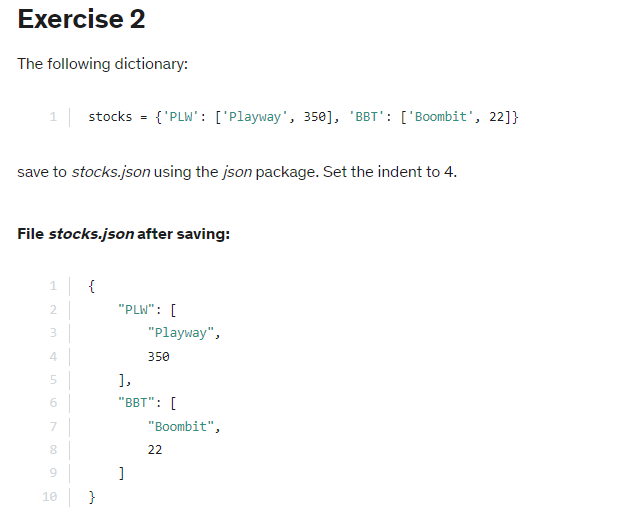 Exercise 2
The following dictionary:
1 stocks = {'PLW': ['Playway', 350], 'BBT': ['Boombit', 22]}
save to stocks.json using the json package. Set the indent to 4.
File stocks.json after saving:
1 {
2     "PLW": [
3         "Playway",
4         350
5     ],
6     "BBT": [
7         "Boombit",
8         22
9     ]
10 }